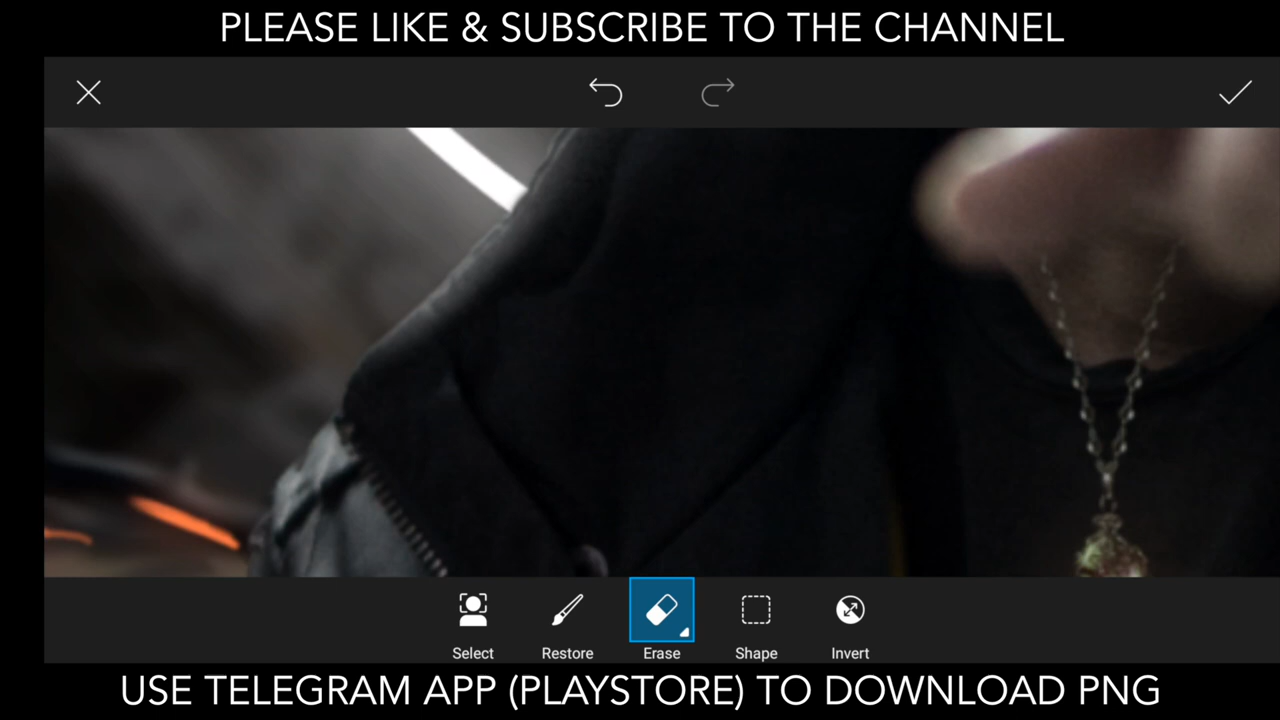 PLEASE LIKE & SUBSCRIBE TO THE CHANNEL
Select Restore Erase Shape Invert
USE TELEGRAM APP (PLAYSTORE) TO DOWNLOAD PNG